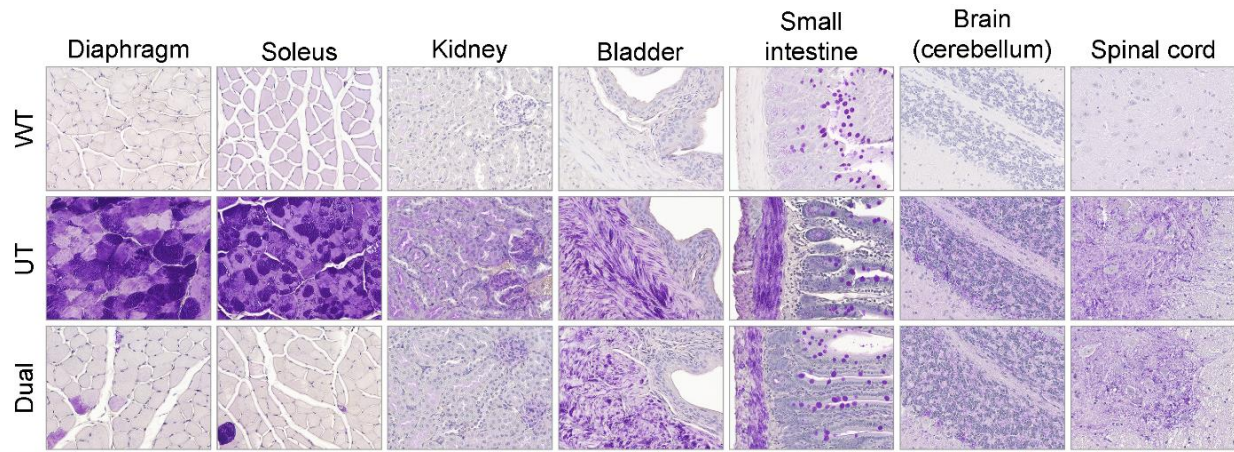 Diaphragm
Soleus
Kidney
Bladder
Small
intestine
Brain
(cerebellum)
Spinal cord
WT
UT
Dual